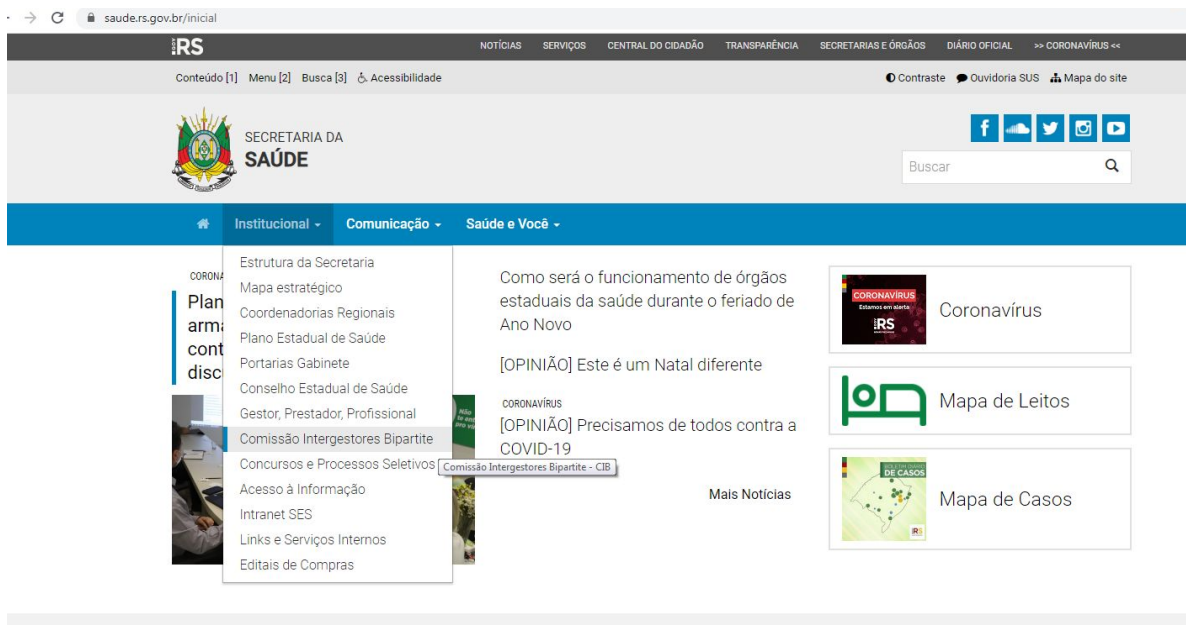 saude.rs.gov.br/inicial
GOV RS
NOTÍCIAS SERVIÇOS CENTRAL DO CIDADÃO TRANSPARÊNCIA SECRETARIAS E ÓRGÃOS DIÁRIO OFICIAL >> CORONAVÍRUS <<
Conteúdo [1] Menu [2] Busca [3] Acessibilidade
Contraste Ouvidoria SUS Mapa do site
SECRETARIA DA
SAÚDE
Buscar
Institucional Comunicação Saúde e Você
Estrutura da Secretaria
Mapa estratégico
Coordenadorias Regionais
Plano Estadual de Saúde
Portarias Gabinete
Conselho Estadual de Saúde
Gestor, Prestador, Profissional
Comissão Intergestores Bipartite
Concursos e Processos Seletivos
Comissão Intergestores Bipartite - CIB
Acesso à Informação
Intranet SES
Links e Serviços Internos
Editais de Compras
CORONA
Plan
arma
cont
disc
Como será o funcionamento de órgãos
estaduais da saúde durante o feriado de
Ano Novo
[OPINIÃO] Este é um Natal diferente
CORONAVÍRUS
[OPINIÃO] Precisamos de todos contra a
COVID-19
Mais Notícias
CORONAVÍRUS
Estamos em alerta
RS
Coronavírus
Mapa de Leitos
BOLETIM DIÁRIO
DE CASOS
RS
Mapa de Casos